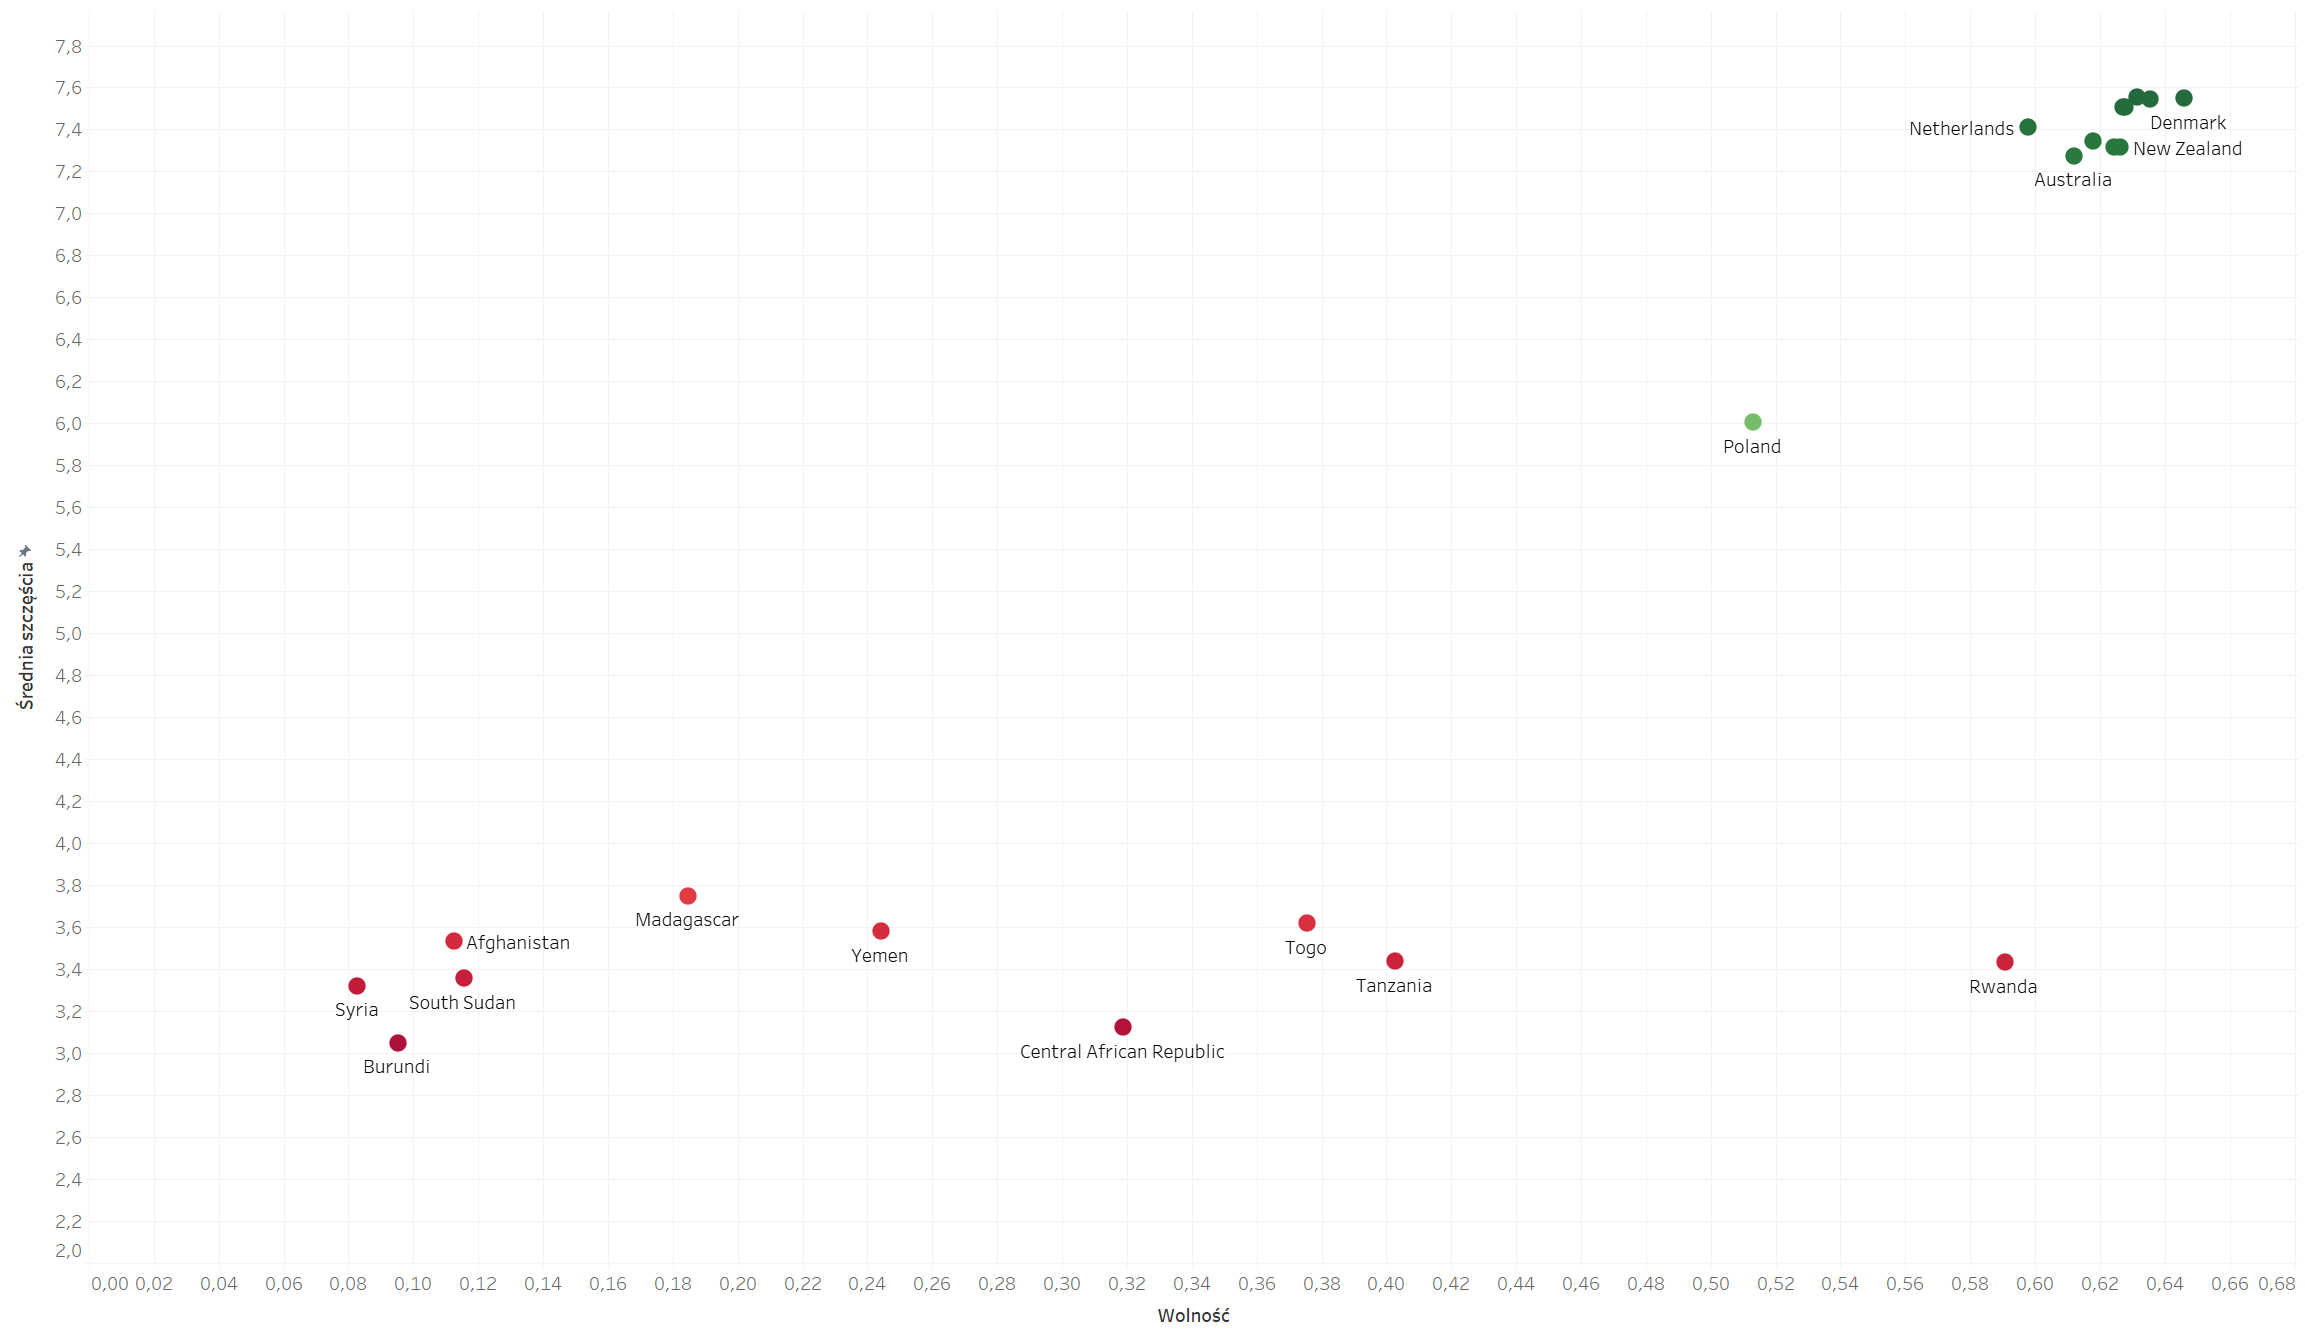 7,8
7,6
7,4
7,2
7,0
6,8
6,6
6,4
6,2
6,0
5,8
5,6
5,4
5,2
5,0
4,8
4,6
4,4
4,2
4,0
3,8
3,6
3,4
3,2
3,0
2,8
2,6
2,4
2,2
2,0
Średnia szczęścia
Denmark
Netherlands
New Zealand
Australia
Poland
Madagascar
Afghanistan
Yemen
Togo
Tanzania
Rwanda
South Sudan
Syria
Central African Republic
Burundi
0,00 0,02 0,04 0,06 0,08 0,10 0,12 0,14 0,16 0,18 0,20 0,22 0,24 0,26 0,28 0,30 0,32 0,34 0,36 0,38 0,40 0,42 0,44 0,46 0,48 0,50 0,52 0,54 0,56 0,58 0,60 0,62 0,64 0,66 0,68
Wolność